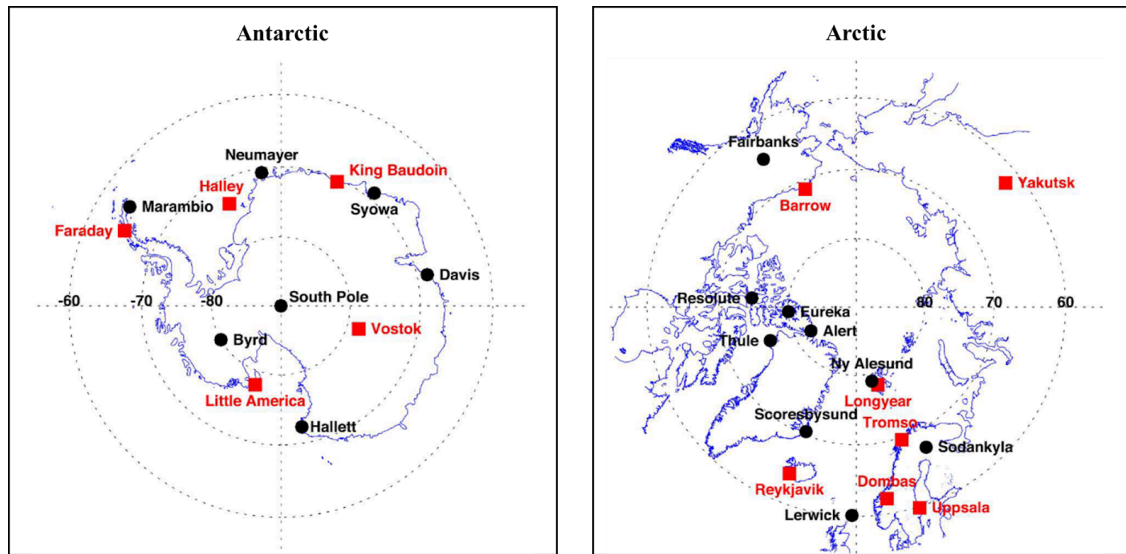 Antarctic
Neumayer
King Baudoin
Halley
Syowa
Marambio
Faraday
Davis
South Pole
-60
-70
-80
Vostok
Byrd
Little America
Hallett
Arctic
Fairbanks
Yakutsk
Barrow
Resolute
80
70
60
Eureka
Alert
Thule
Ny Alesund
Longyear
Scoresbysund
Tromso
Sodankyla
Reykjavik
Dombas
Uppsala
Lerwick